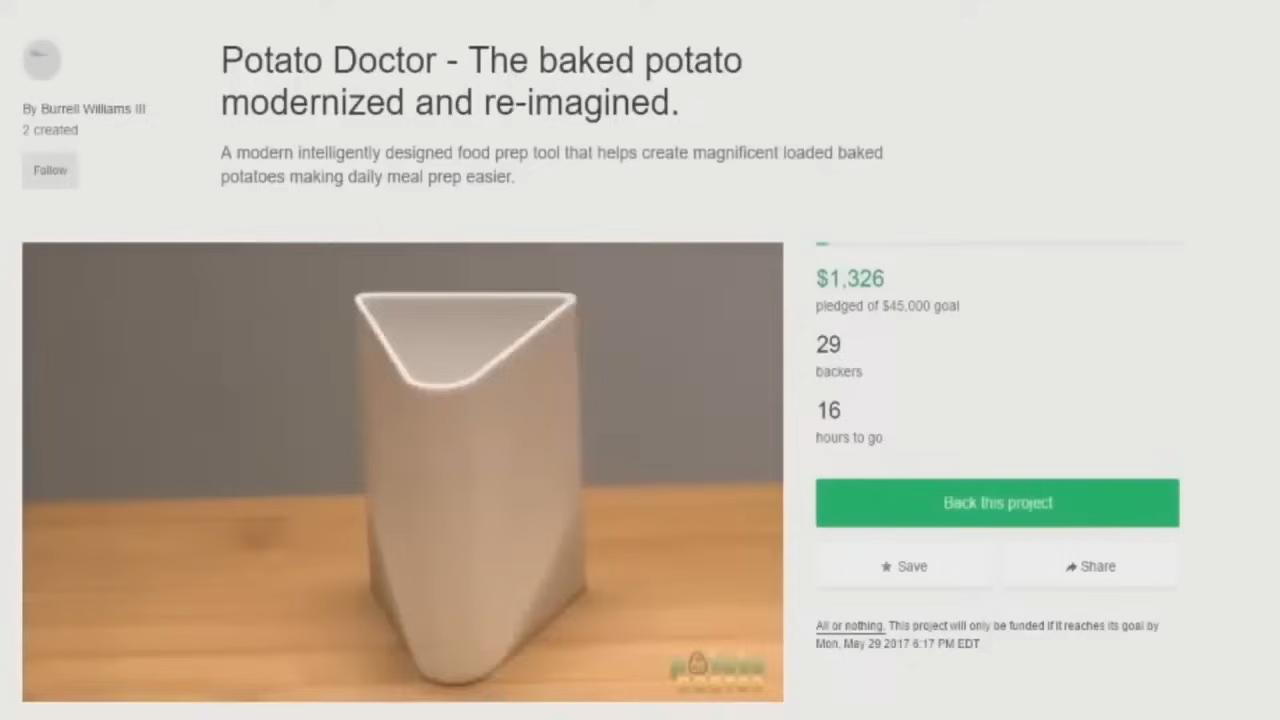 Potato Doctor - The baked potato
modernized and re-imagined.
By Burrell Williams III
2 created
A modern intelligently designed food prep tool that helps create magnificent loaded baked
potatoes making daily meal prep easier.
Follow
$1,326
pledged of $45,000 goal
29
backers
16
hours to go
Back this project
Save
Share
All or nothing. This project will only be funded if it reaches its goal by
Mon, May 29 2017 6:17 PM EDT